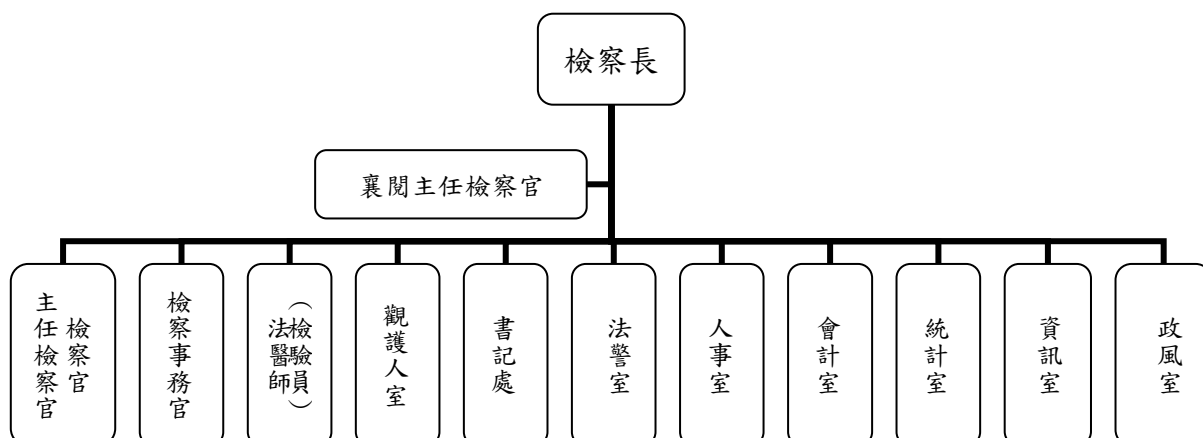 檢察長
襄閱主任檢察官
主任檢察官
檢察官
檢察事務官
法醫師
（檢驗員）
觀護人室
書記處
法警室
人事室
會計室
統計室
資訊室
政風室